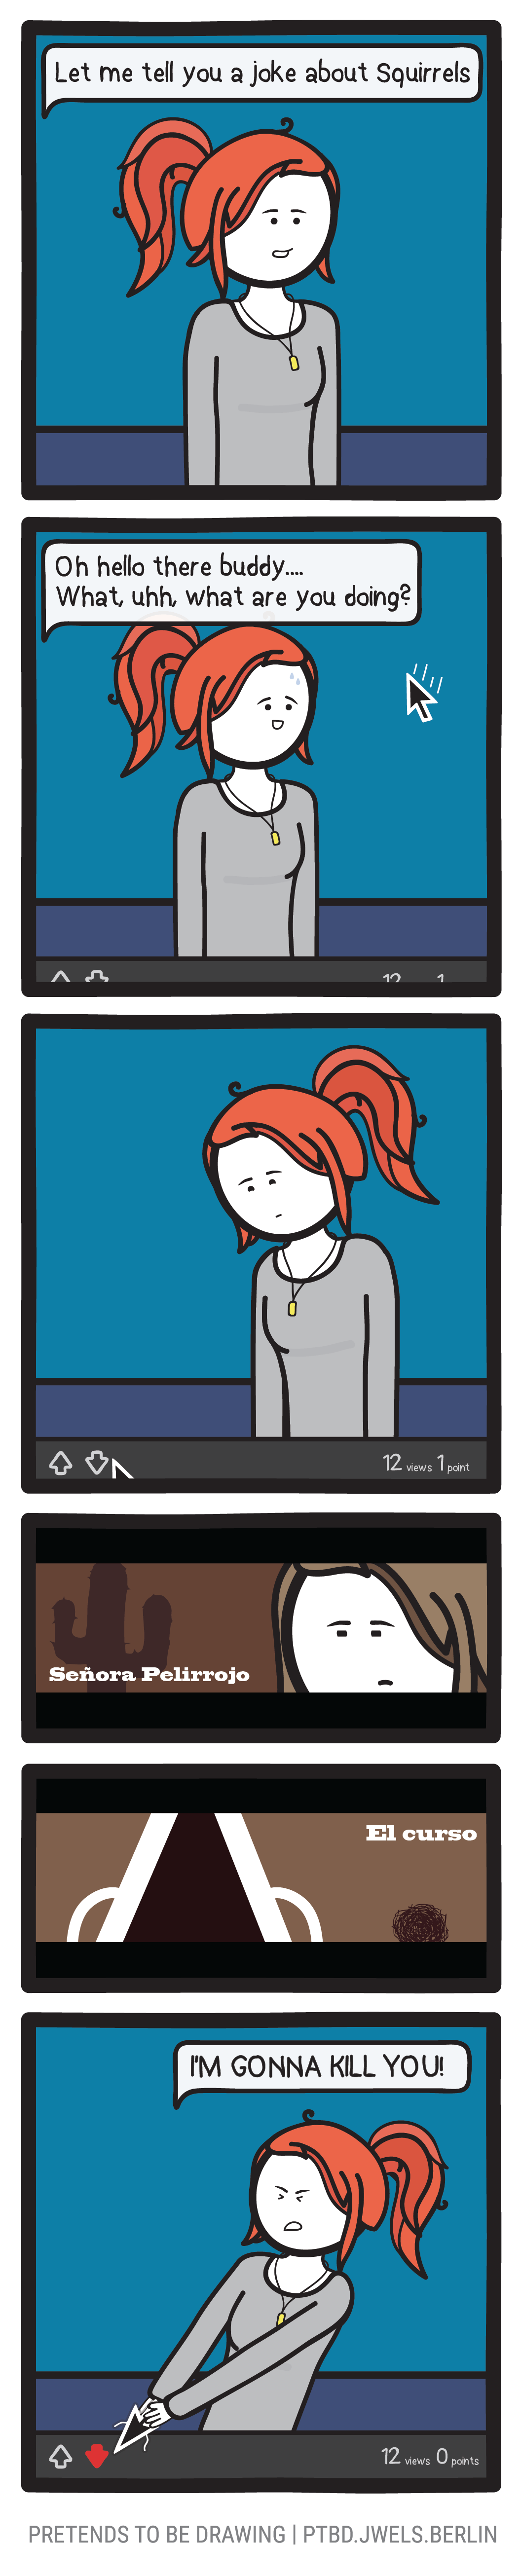 Let me tell you a joke about Squirrels
Oh hello there buddy....
What, uhh, what are you doing?
12 1
12 views 1 point
Señora Pelirrojo
El curso
I'M GONNA KILL YOU!
12 views 0 points
PRETENDS TO BE DRAWING | PTBD.JWELS.BERLIN